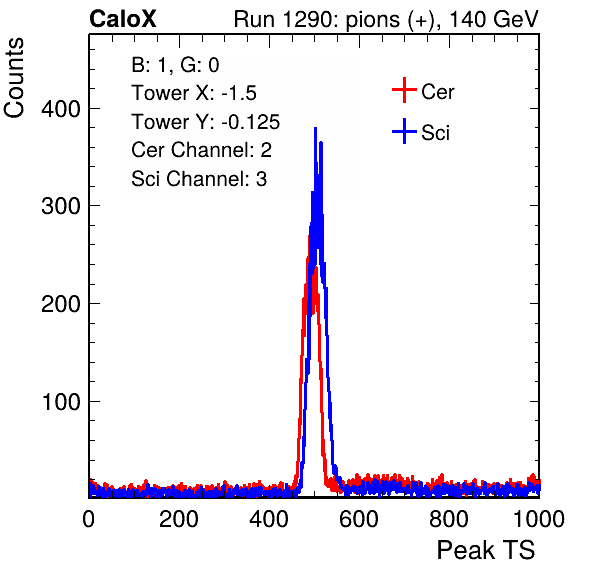 CaloX Run 1290: pions (+), 140 GeV
Counts
B: 1, G: 0
Tower X: -1.5
Tower Y: -0.125
Cer Channel: 2
Sci Channel: 3
Cer
Sci
400
300
200
100
0 200 400 600 800 1000
Peak TS